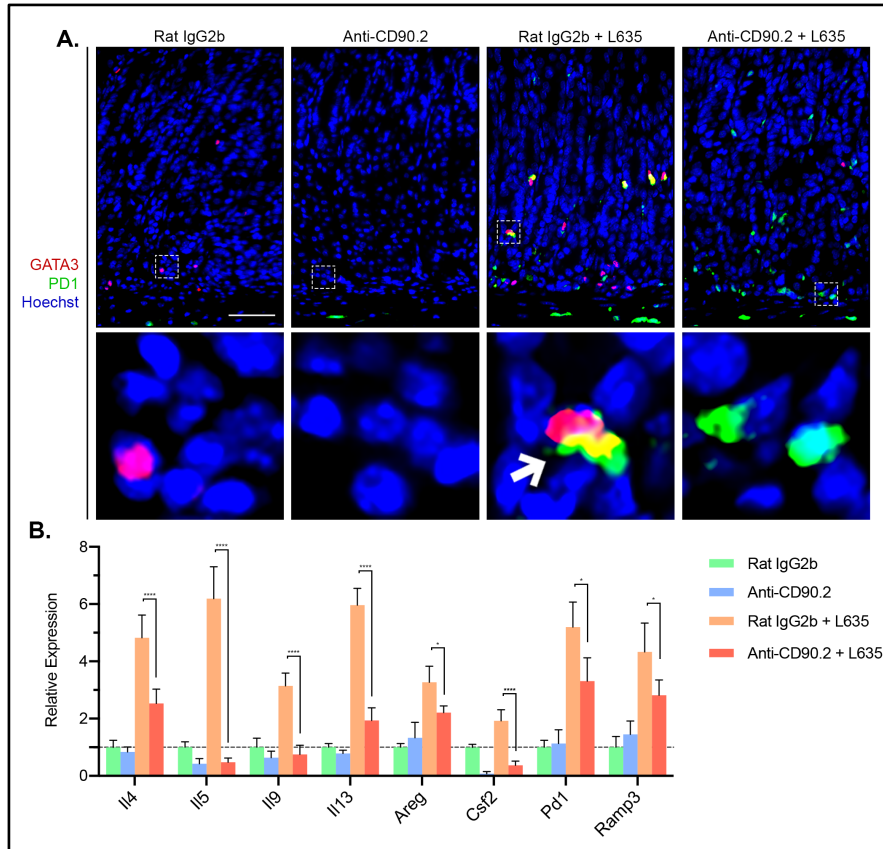 A.
Rat IgG2b
Anti-CD90.2
Rat IgG2b + L635
Anti-CD90.2 + L635
GATA3
PD1
Hoechst
B.
Relative Expression
8
6
4
2
0
****
****
****
****
*
****
*
*
Il4
Il5
Il9
Il13
Areg
Csf2
Pd1
Ramp3
Rat IgG2b
Anti-CD90.2
Rat IgG2b + L635
Anti-CD90.2 + L635